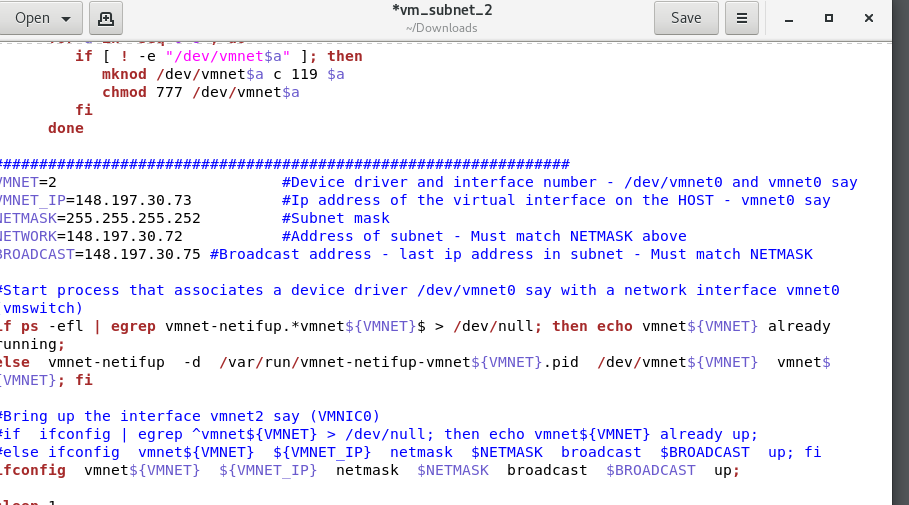 Open
*vm_subnet_2
~/Downloads
Save
if [ ! -e "/dev/vmnet$a" ]; then
mknod /dev/vmnet$a c 119 $a
chmod 777 /dev/vmnet$a
fi
done
################################################################
VMNET=2 #Device driver and interface number - /dev/vmnet0 and vmnet0 say
VMNET_IP=148.197.30.73 #Ip address of the virtual interface on the HOST - vmnet0 say
NETMASK=255.255.255.252 #Subnet mask
NETWORK=148.197.30.72 #Address of subnet - Must match NETMASK above
BROADCAST=148.197.30.75 #Broadcast address - last ip address in subnet - Must match NETMASK
#Start process that associates a device driver /dev/vmnet0 say with a network interface vmnet0
(vmswitch)
if ps -efl | egrep vmnet-netifup.*vmnet${VMNET}$ > /dev/null; then echo vmnet${VMNET} already
running;
else vmnet-netifup -d /var/run/vmnet-netifup-vmnet${VMNET}.pid /dev/vmnet${VMNET} vmnet$
{VMNET}; fi
#Bring up the interface vmnet2 say (VMNIC0)
#if ifconfig | egrep ^vmnet${VMNET} > /dev/null; then echo vmnet${VMNET} already up;
#else ifconfig vmnet${VMNET} ${VMNET_IP} netmask $NETMASK broadcast $BROADCAST up; fi
ifconfig vmnet${VMNET} ${VMNET_IP} netmask $NETMASK broadcast $BROADCAST up;
sleep 1